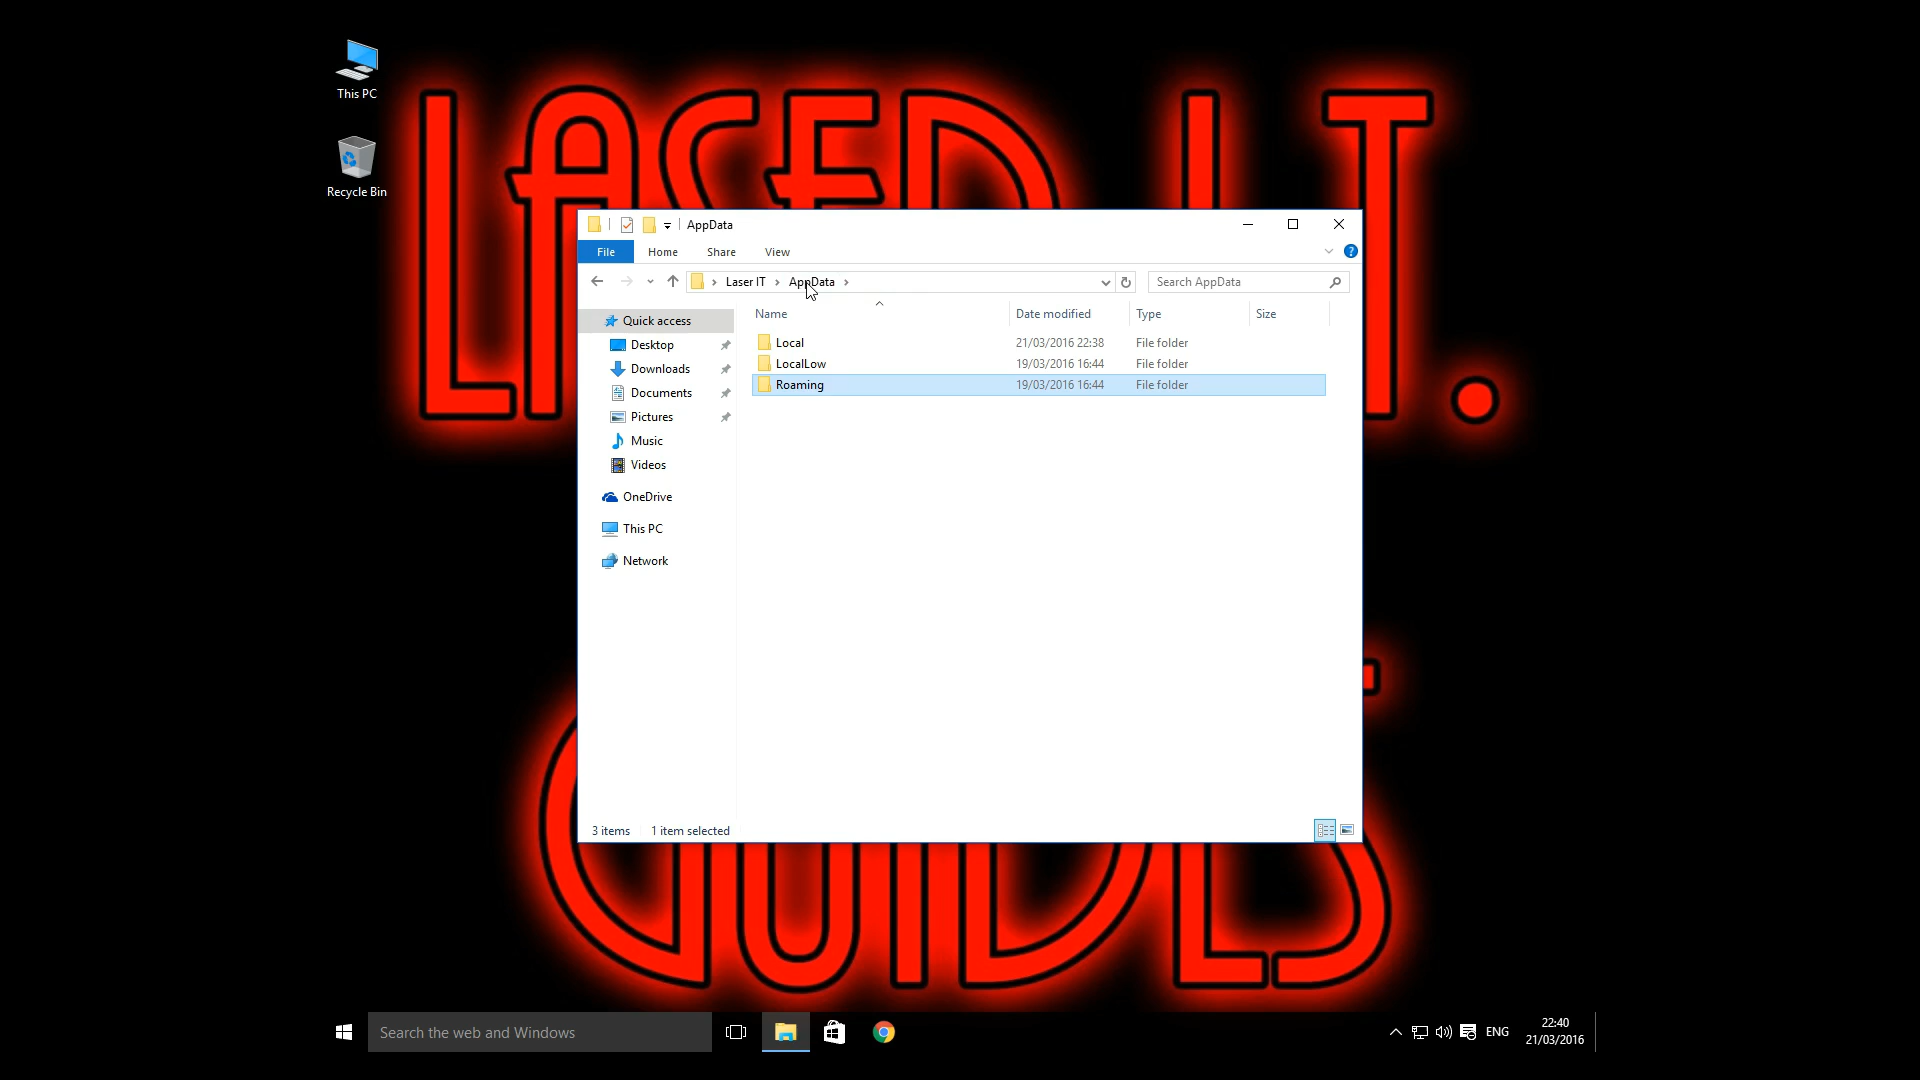 This PC
Recycle Bin
LASER I.T.
GUIDES
AppData
File Home Share View
Laser IT AppData
Search AppData
Name Date modified Type Size
Quick access
Desktop
Downloads
Documents
Pictures
Music
Videos
OneDrive
This PC
Network
Local 21/03/2016 22:38 File folder
LocalLow 19/03/2016 16:44 File folder
Roaming 19/03/2016 16:44 File folder
3 items 1 item selected
Search the web and Windows
ENG
22:40
21/03/2016